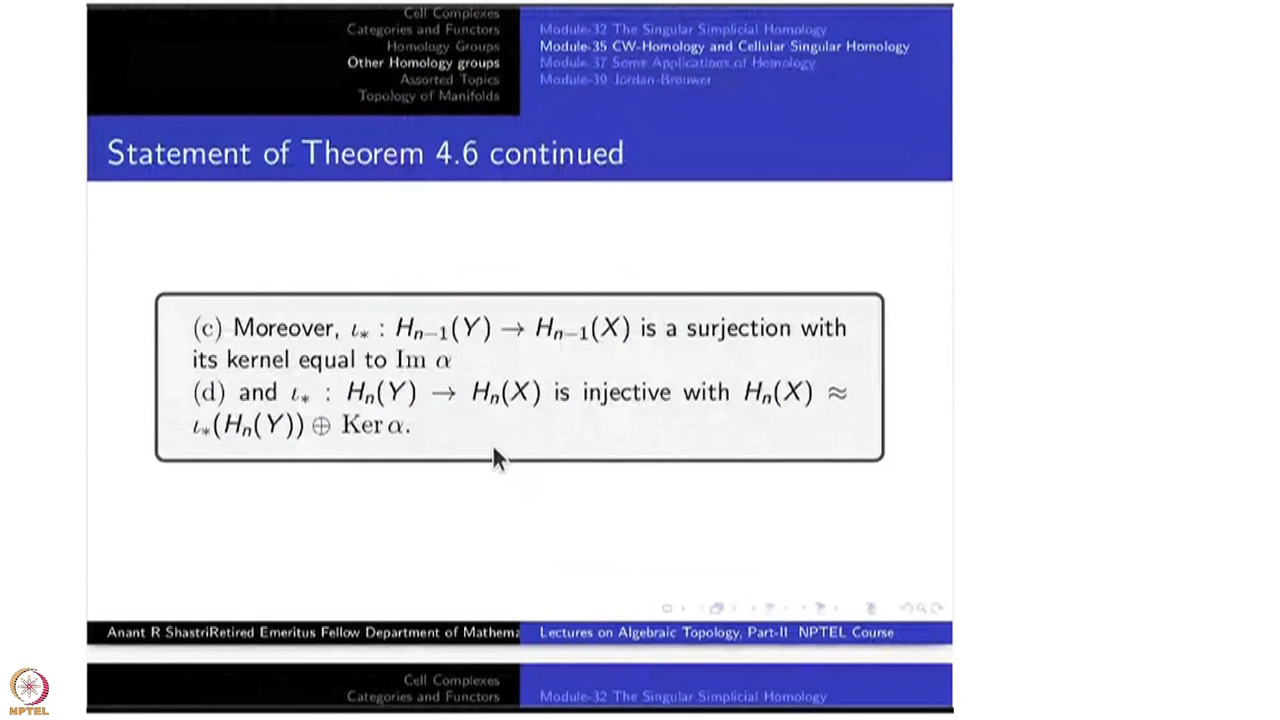 Cell Complexes
Categories and Functors
Homology Groups
Other Homology groups
Assorted Topics
Topology of Manifolds
Module-32 The Singular Simplicial Homology
Module-35 CW-Homology and Cellular Singular Homology
Module-37 Some Applications of Homology
Module-39 Jordan-Brouwer
Statement of Theorem 4.6 continued
(c) Moreover, ι∗ : Hₙ₋₁(Y) → Hₙ₋₁(X) is a surjection with
its kernel equal to Im α
(d) and ι∗ : Hₙ(Y) → Hₙ(X) is injective with Hₙ(X) ≈
ι∗(Hₙ(Y)) ⊕ Ker α.
Anant R ShastriRetired Emeritus Fellow Department of Mathema
Lectures on Algebraic Topology, Part-II NPTEL Course
Cell Complexes
Categories and Functors
Module-32 The Singular Simplicial Homology
NPTEL